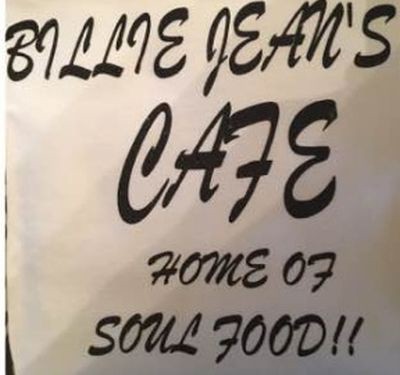 BILLIE JEAN'S
CAFE
HOME OF
SOUL FOOD!!